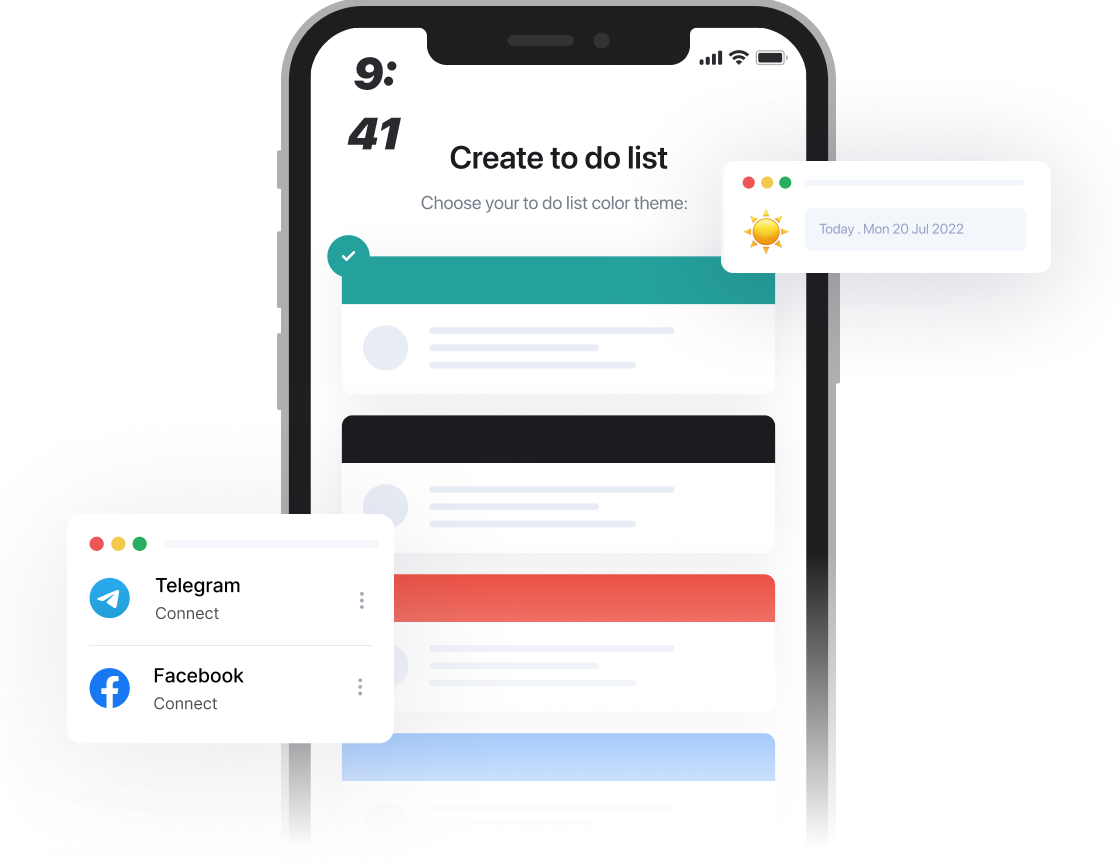 9:
41
Create to do list
Choose your to do list color theme:
Today . Mon 20 Jul 2022
Telegram
Connect
Facebook
Connect